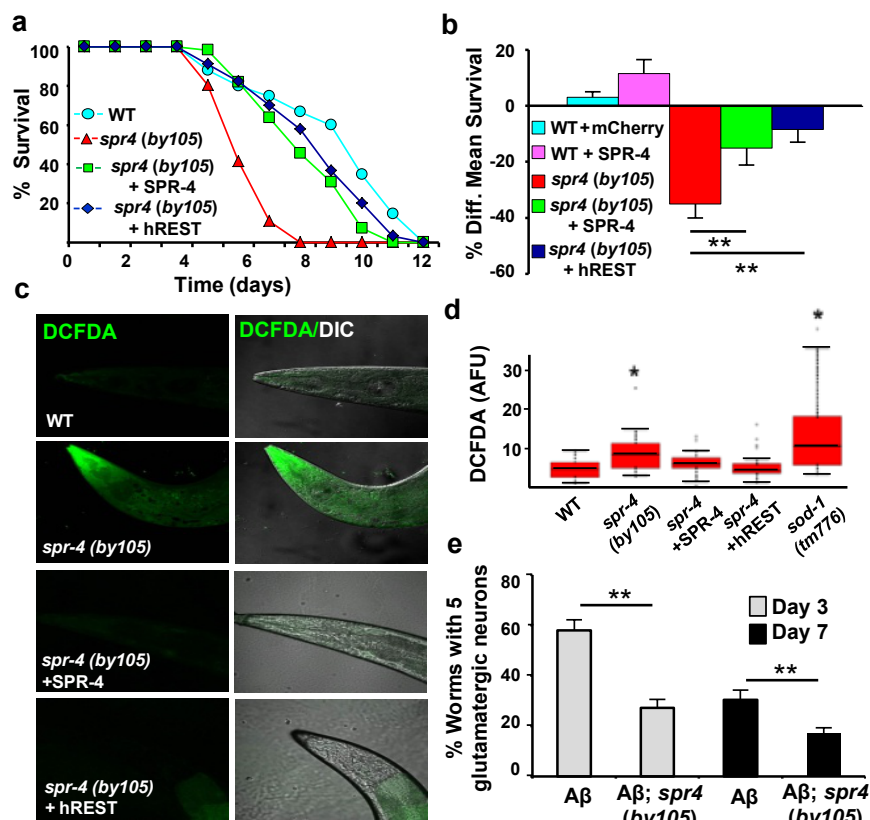 a
100
80
60
40
20
% Survival
WT
spr4 (by105)
spr4 (by105)
+ SPR-4
spr4 (by105)
+ hREST
0 2 4 6 8 10 12
Time (days)
b
20
0
-20
-40
-60
% Diff. Mean Survival
WT +mCherry
WT + SPR-4
spr4 (by105)
spr4 (by105)
+ SPR-4
spr4 (by105)
+ hREST
**
**
c
DCFDA
DCFDA/DIC
WT
spr-4 (by105)
spr-4 (by105)
+SPR-4
spr-4 (by105)
+ hREST
d
30
20
10
DCFDA (AFU)
*
*
WT
spr-4
(by105)
spr-4
+SPR-4
spr-4
+hREST
sod-1
(tm776)
e
80
60
40
20
0
% Worms with 5
glutamatergic neurons
**
**
Day 3
Day 7
Aβ
Aβ; spr4
(by105)
Aβ
Aβ; spr4
(by105)